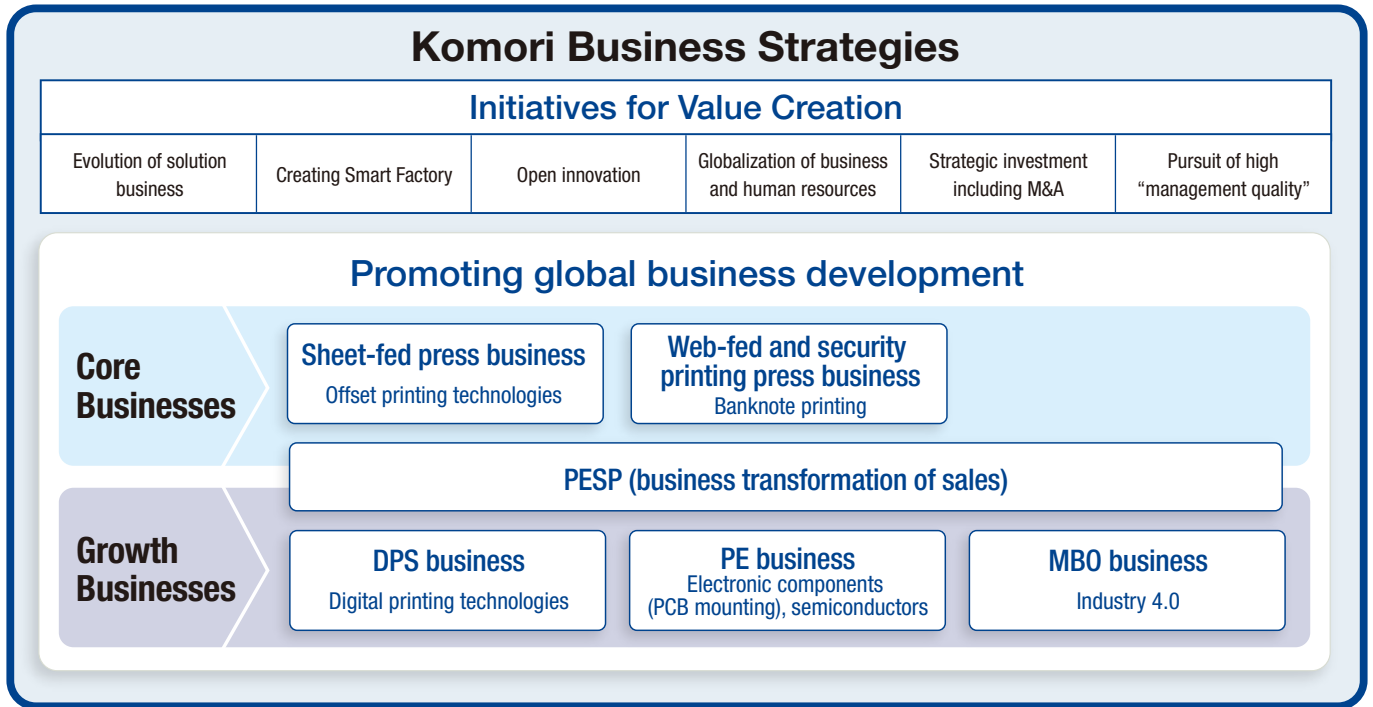 Komori Business Strategies
Initiatives for Value Creation
Evolution of solution
business
Creating Smart Factory
Open innovation
Globalization of business
and human resources
Strategic investment
including M&A
Pursuit of high
“management quality”
Promoting global business development
Core
Businesses
Sheet-fed press business
Offset printing technologies
Web-fed and security
printing press business
Banknote printing
PESP (business transformation of sales)
Growth
Businesses
DPS business
Digital printing technologies
PE business
Electronic components
(PCB mounting), semiconductors
MBO business
Industry 4.0